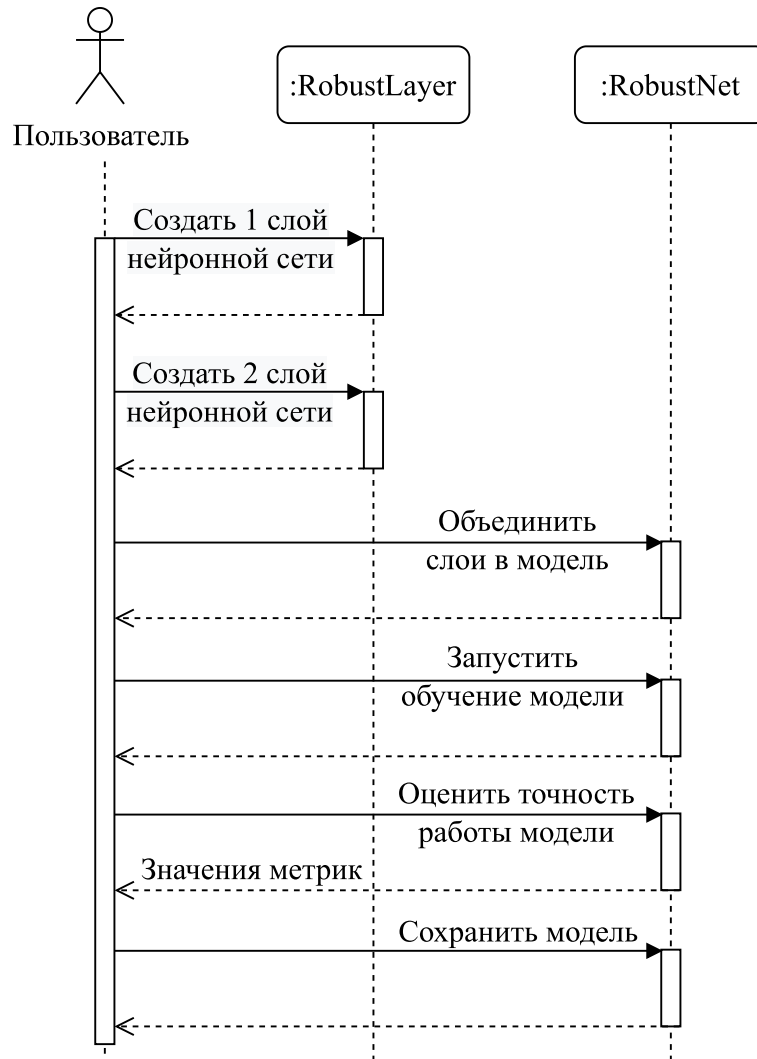 :RobustLayer
:RobustNet
Пользователь
Создать 1 слой
нейронной сети
Создать 2 слой
нейронной сети
Объединить
слои в модель
Запустить
обучение модели
Оценить точность
работы модели
Значения метрик
Сохранить модель